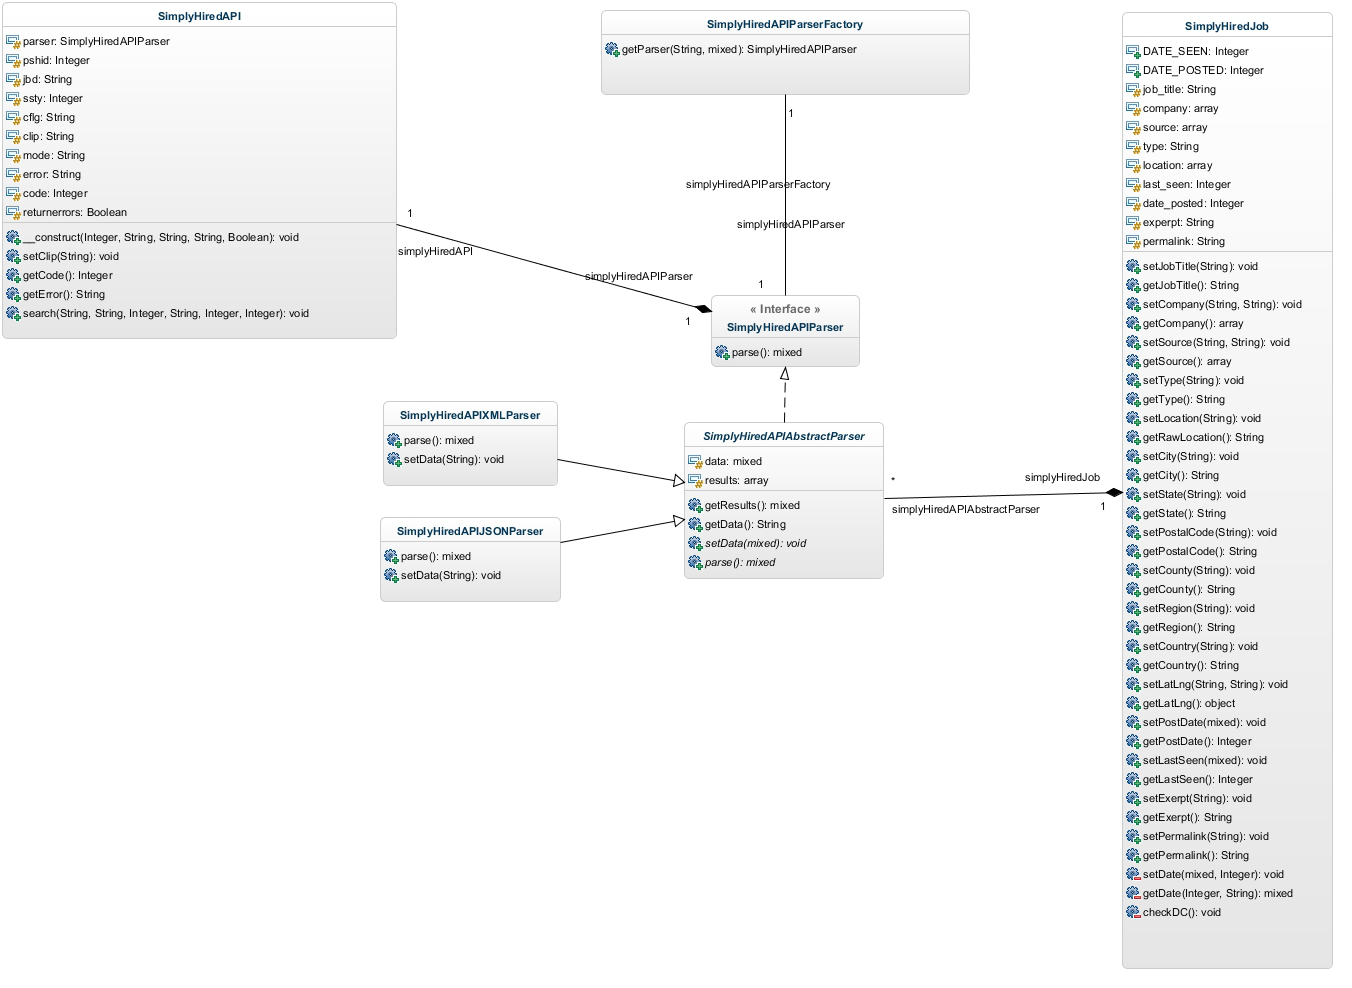 SimplyHiredAPI
parser: SimplyHiredAPIParser
pshid: Integer
jbd: String
ssty: Integer
cflg: String
clip: String
mode: String
error: String
code: Integer
returnerrors: Boolean
__construct(Integer, String, String, String, Boolean): void
setClip(String): void
getCode(): Integer
getError(): String
search(String, String, Integer, String, Integer, Integer): void
SimplyHiredAPIParserFactory
getParser(String, mixed): SimplyHiredAPIParser
1
simplyHiredAPIParserFactory
simplyHiredAPIParser
1
1
simplyHiredAPI
simplyHiredAPIParser
1
« Interface »
SimplyHiredAPIParser
parse(): mixed
SimplyHiredAPIXMLParser
parse(): mixed
setData(String): void
SimplyHiredAPIJSONParser
parse(): mixed
setData(String): void
SimplyHiredAPIAbstractParser
data: mixed
results: array
getResults(): mixed
getData(): String
setData(mixed): void
parse(): mixed
*
simplyHiredAPIAbstractParser
simplyHiredJob
1
SimplyHiredJob
DATE_SEEN: Integer
DATE_POSTED: Integer
job_title: String
company: array
source: array
type: String
location: array
last_seen: Integer
date_posted: Integer
experpt: String
permalink: String
setJobTitle(String): void
getJobTitle(): String
setCompany(String, String): void
getCompany(): array
setSource(String, String): void
getSource(): array
setType(String): void
getType(): String
setLocation(String): void
getRawLocation(): String
setCity(String): void
getCity(): String
setState(String): void
getState(): String
setPostalCode(String): void
getPostalCode(): String
setCounty(String): void
getCounty(): String
setRegion(String): void
getRegion(): String
setCountry(String): void
getCountry(): String
setLatLng(String, String): void
getLatLng(): object
setPostDate(mixed): void
getPostDate(): Integer
setLastSeen(mixed): void
getLastSeen(): Integer
setExerpt(String): void
getExerpt(): String
setPermalink(String): void
getPermalink(): String
setDate(mixed, Integer): void
getDate(Integer, String): mixed
checkDC(): void